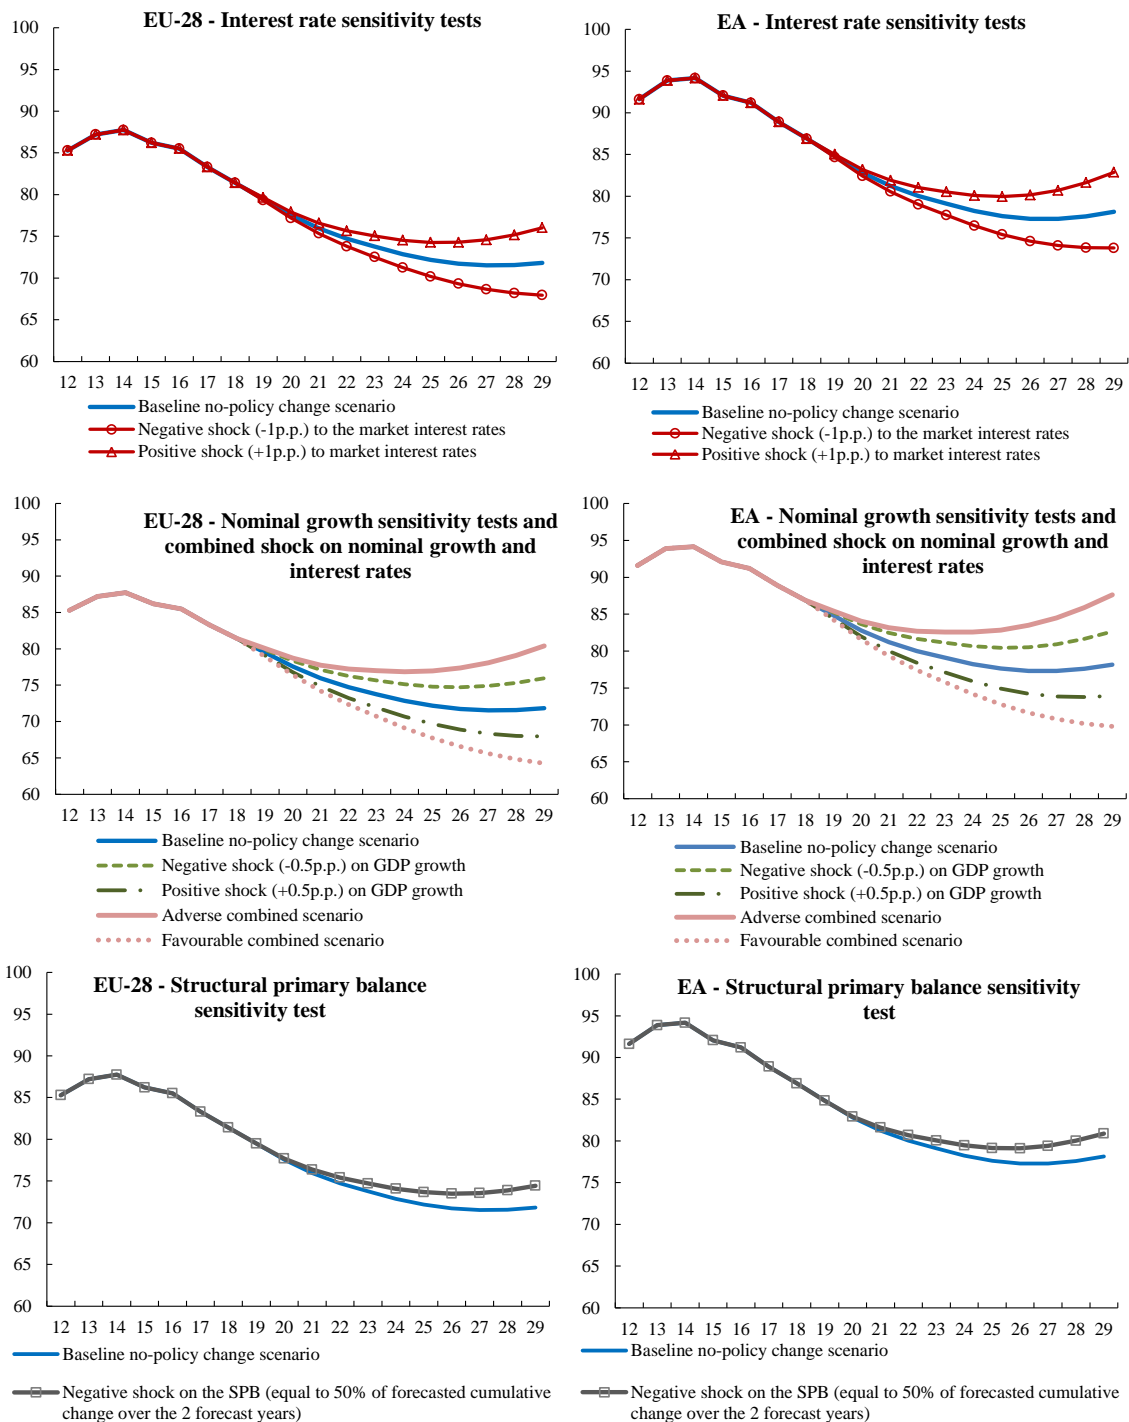 EU-28 - Interest rate sensitivity tests
100
95
90
85
80
75
70
65
60
12 13 14 15 16 17 18 19 20 21 22 23 24 25 26 27 28 29
Baseline no-policy change scenario
Negative shock (-1p.p.) to the market interest rates
Positive shock (+1p.p.) to market interest rates
EA - Interest rate sensitivity tests
100
95
90
85
80
75
70
65
60
12 13 14 15 16 17 18 19 20 21 22 23 24 25 26 27 28 29
Baseline no-policy change scenario
Negative shock (-1p.p.) to the market interest rates
Positive shock (+1p.p.) to market interest rates
EU-28 - Nominal growth sensitivity tests and
combined shock on nominal growth and
interest rates
100
95
90
85
80
75
70
65
60
12 13 14 15 16 17 18 19 20 21 22 23 24 25 26 27 28 29
Baseline no-policy change scenario
Negative shock (-0.5p.p.) on GDP growth
Positive shock (+0.5p.p.) on GDP growth
Adverse combined scenario
Favourable combined scenario
EA - Nominal growth sensitivity tests and
combined shock on nominal growth and
interest rates
100
95
90
85
80
75
70
65
60
12 13 14 15 16 17 18 19 20 21 22 23 24 25 26 27 28 29
Baseline no-policy change scenario
Negative shock (-0.5p.p.) on GDP growth
Positive shock (+0.5p.p.) on GDP growth
Adverse combined scenario
Favourable combined scenario
EU-28 - Structural primary balance
sensitivity test
100
95
90
85
80
75
70
65
60
12 13 14 15 16 17 18 19 20 21 22 23 24 25 26 27 28 29
Baseline no-policy change scenario
Negative shock on the SPB (equal to 50% of forecasted cumulative
change over the 2 forecast years)
EA - Structural primary balance sensitivity
test
100
95
90
85
80
75
70
65
60
12 13 14 15 16 17 18 19 20 21 22 23 24 25 26 27 28 29
Baseline no-policy change scenario
Negative shock on the SPB (equal to 50% of forecasted cumulative
change over the 2 forecast years)